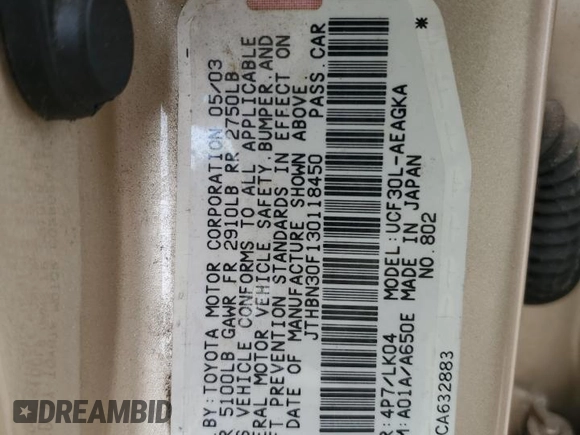 BY: TOYOTA MOTOR CORPORATION 05/03
R 5100LB GAWR FR 2910LB RR 2750LB
S VEHICLE CONFORMS TO ALL APPLICABLE
ERAL MOTOR VEHICLE SAFETY, BUMPER, AND
FT PREVENTION STANDARDS IN EFFECT ON
DATE OF MANUFACTURE SHOWN ABOVE.
JTHBN30F130118450 PASS. CAR
*
R: 4P7/LK04 MODEL: UCF30L-AEAGKA
M: A01A/A650E MADE IN JAPAN
NO. 802
CA632883
DREAMBID